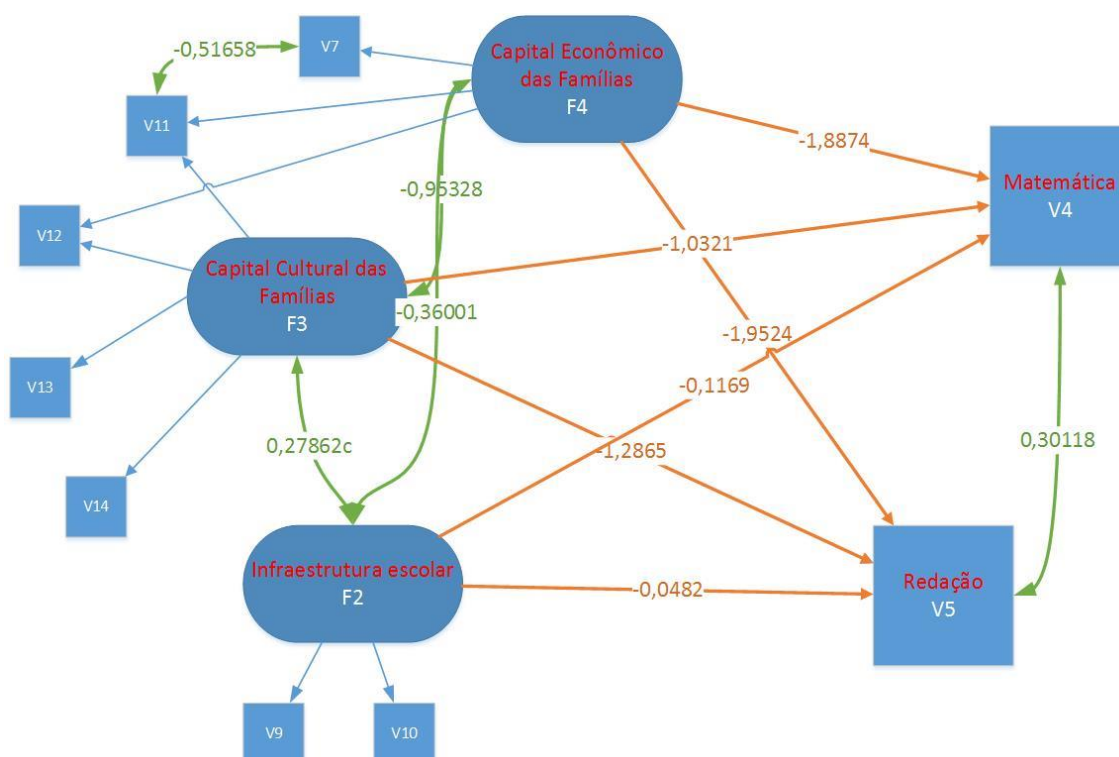 -0,51658
V7
Capital Econômico
das Famílias
F4
V11
-1,8874
Matemática
V4
-0,95328
V12
Capital Cultural das
Famílias
F3
-1,0321
-0,36001
-1,9524
V13
-0,1169
0,27862c
-1,2865
0,30118
V14
Infraestrutura escolar
F2
-0,0482
Redação
V5
V9
V10